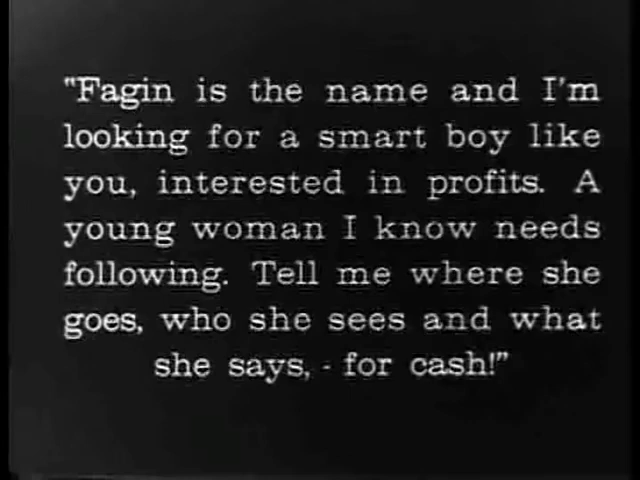 "Fagin is the name and I'm
looking for a smart boy like
you, interested in profits. A
young woman I know needs
following. Tell me where she
goes, who she sees and what
she says, - for cash!"